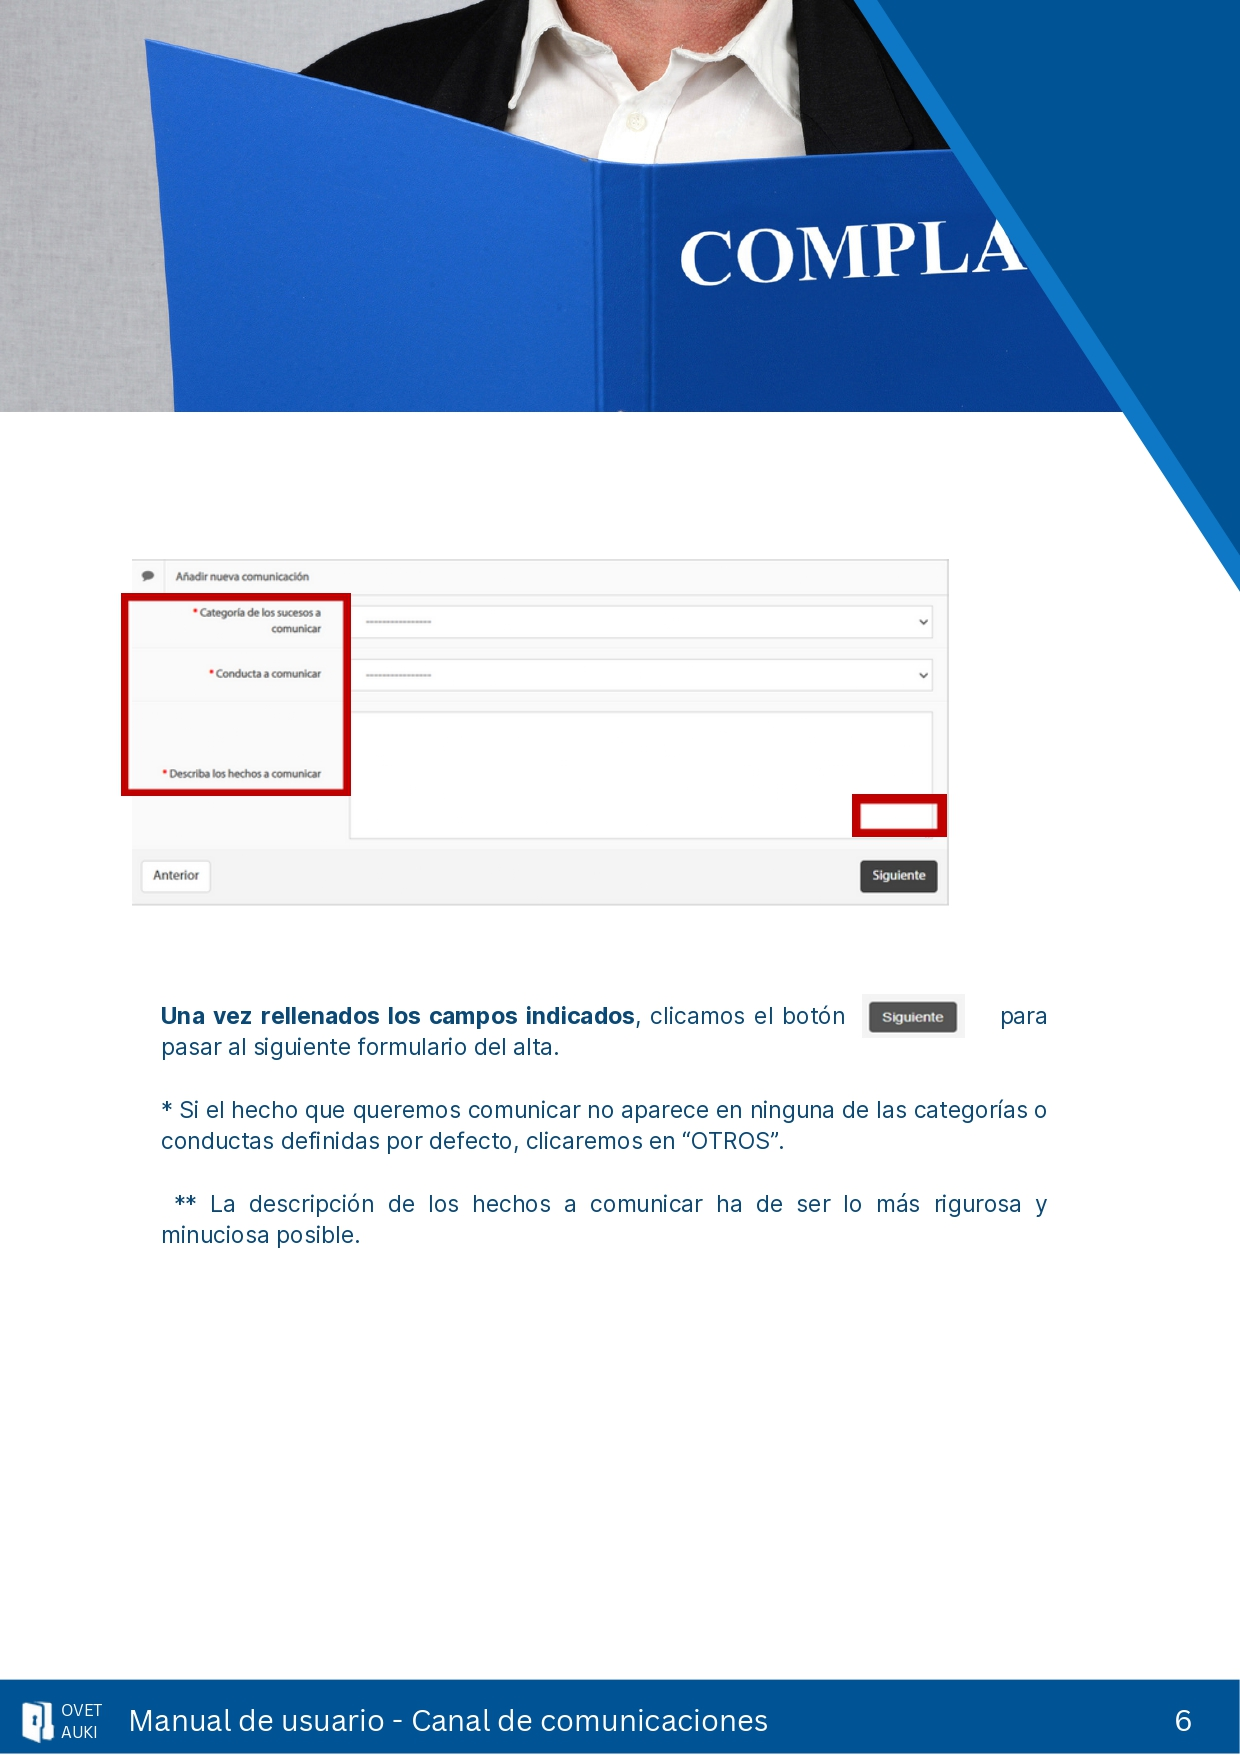 COMPLA
Añadir nueva comunicación
* Categoría de los sucesos a
comunicar
----------------
* Conducta a comunicar
----------------
* Describa los hechos a comunicar
Anterior
Siguiente
Una vez rellenados los campos indicados, clicamos el botón Siguiente para
pasar al siguiente formulario del alta.
* Si el hecho que queremos comunicar no aparece en ninguna de las categorías o
conductas definidas por defecto, clicaremos en “OTROS”.
** La descripción de los hechos a comunicar ha de ser lo más rigurosa y
minuciosa posible.
OVET
AUKI
Manual de usuario - Canal de comunicaciones
6